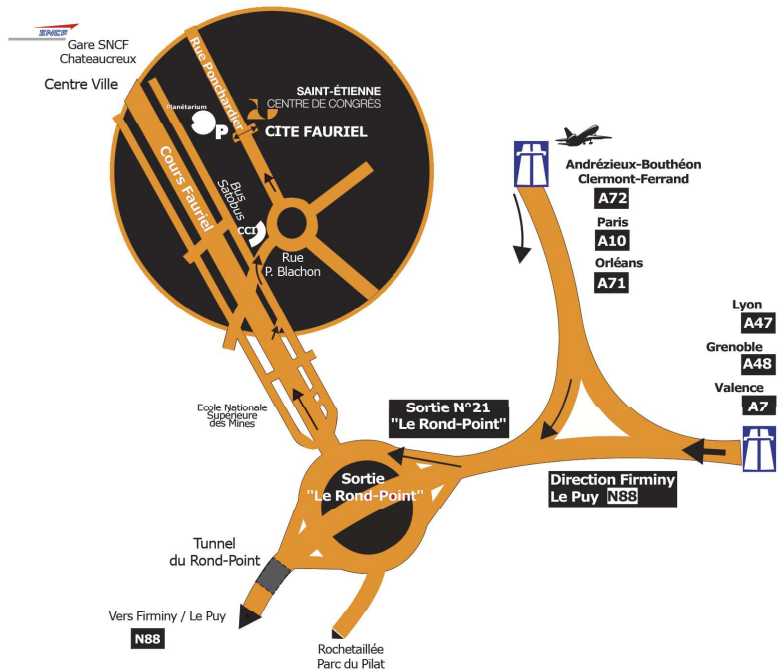 SNCF
Gare SNCF
Chateaucreux
Centre Ville
Rue Ponchardier
Planétarium
P
SAINT-ÉTIENNE
CENTRE DE CONGRÈS
CITE FAURIEL
Cours Fauriel
Bus
Satobus
CCI
Rue
P. Blachon
Andrézieux-Bouthéon
Clermont-Ferrand
A72
Paris
A10
Orléans
A71
Lyon
A47
Grenoble
A48
Valence
A7
Ecole Nationale
Supérieure
des Mines
Sortie N°21
"Le Rond-Point"
Sortie
"Le Rond-Point"
Direction Firminy
Le Puy N88
Tunnel
du Rond-Point
Vers Firminy / Le Puy
N88
Rochetaillée
Parc du Pilat